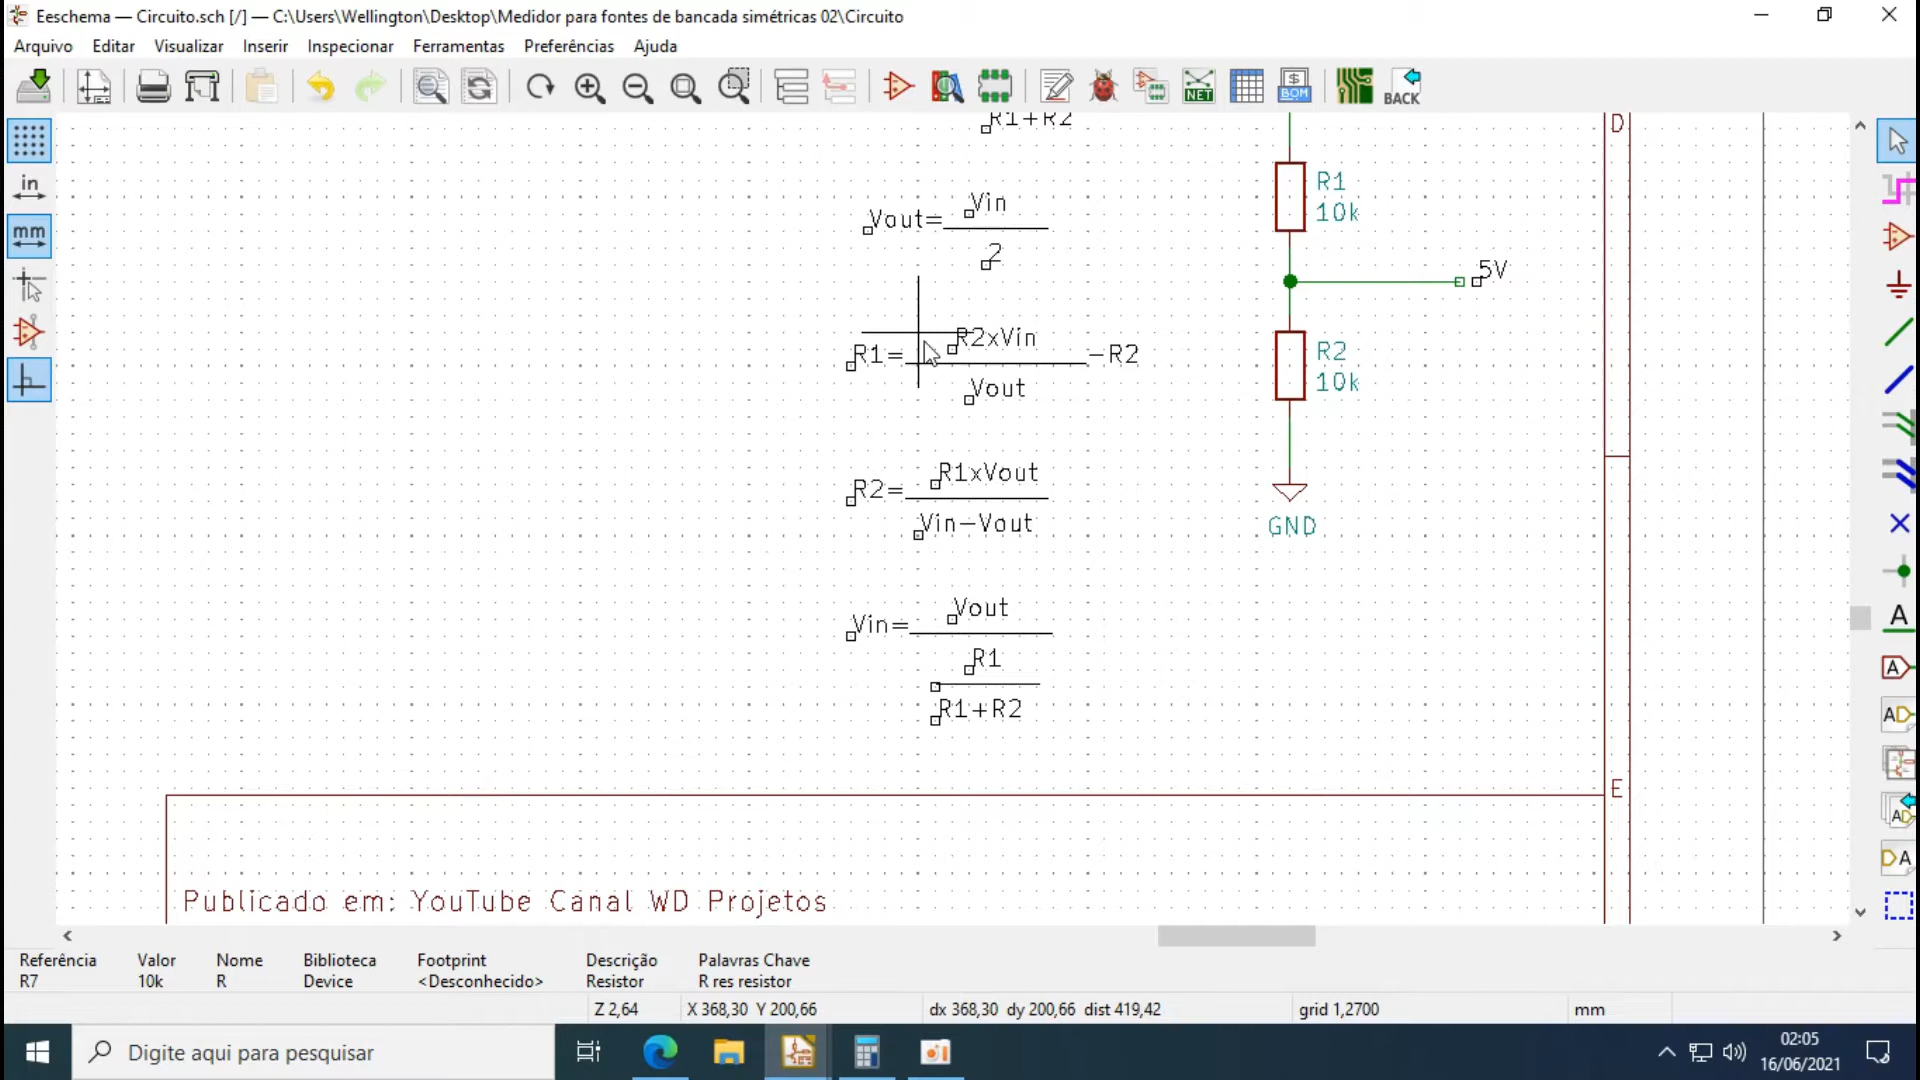 Eeschema — Circuito.sch [/] — C:\Users\Wellington\Desktop\Medidor para fontes de bancada simétricas 02\Circuito
Arquivo Editar Visualizar Inserir Inspecionar Ferramentas Preferências Ajuda
NET
BOM
BACK
in
mm
R1+R2
D
R1
10k
Vout=
Vin
2
5V
R1=
R2xVin
Vout
-R2
R2
10k
R2=
R1xVout
Vin-Vout
GND
Vin=
Vout
R1
R1+R2
A
A
A
A
A
E
Publicado em: YouTube Canal WD Projetos
Referência Valor Nome Biblioteca Footprint Descrição Palavras Chave
R7 10k R Device <Desconhecido> Resistor R res resistor
Z 2,64 X 368,30 Y 200,66 dx 368,30 dy 200,66 dist 419,42 grid 1,2700 mm
Digite aqui para pesquisar
02:05
16/06/2021